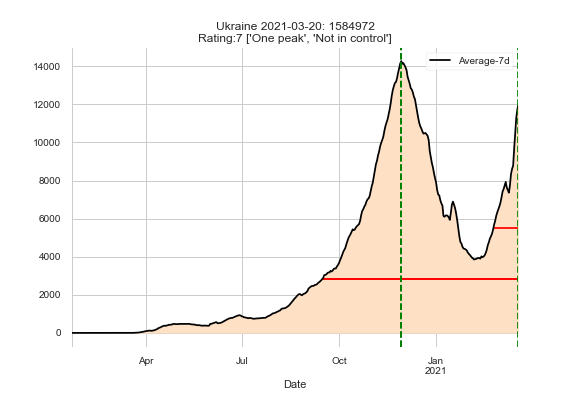 Ukraine 2021-03-20: 1584972
Rating:7 ['One peak', 'Not in control']
Average-7d
14000
12000
10000
8000
6000
4000
2000
0
Apr
Jul
Oct
Jan
2021
Date